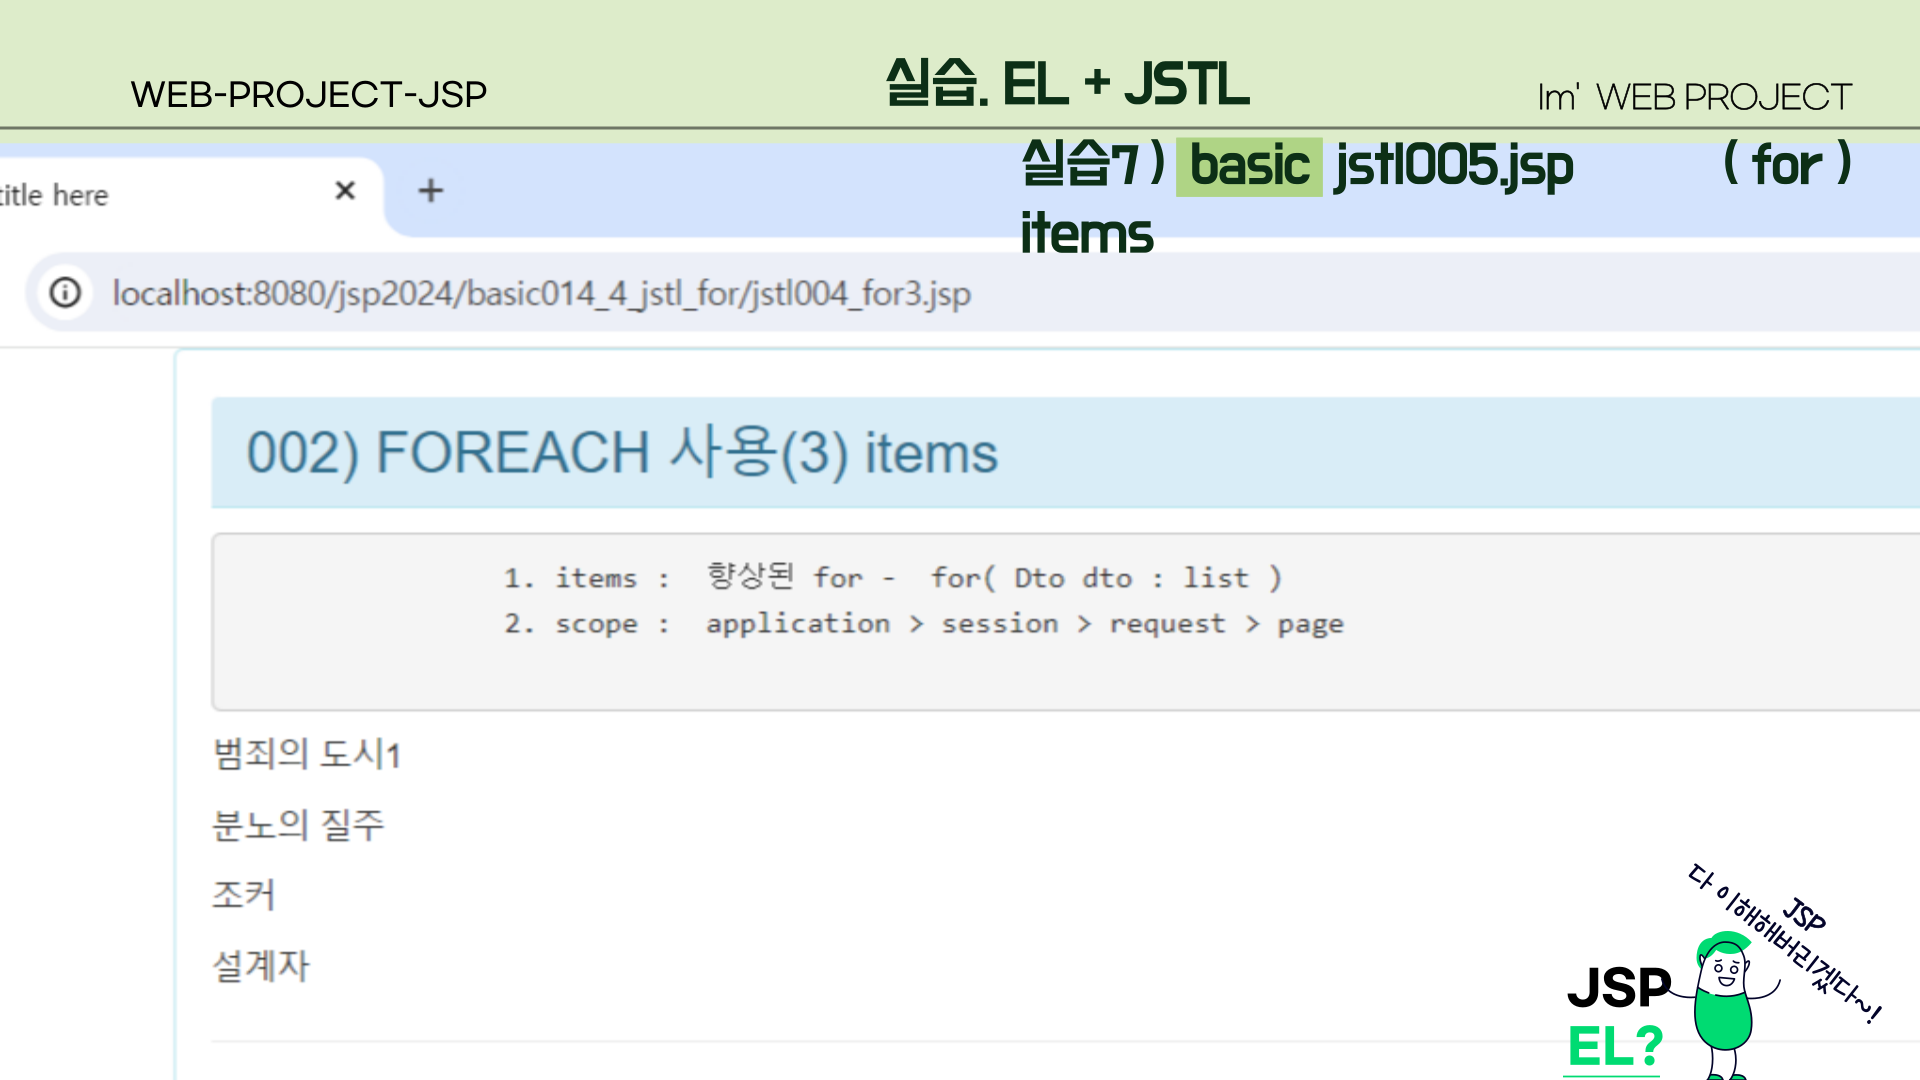 WEB-PROJECT-JSP
실습. EL + JSTL
Im' WEB PROJECT
실습7 ) basic jstl005.jsp ( for )
items
title here
localhost:8080/jsp2024/basic014_4_jstl_for/jstl004_for3.jsp
002) FOREACH 사용(3) items
1. items : 향상된 for - for( Dto dto : list )
2. scope : application > session > request > page
범죄의 도시1
분노의 질주
조커
설계자
JSP
다 이해해버리겠다~!
JSP
EL?